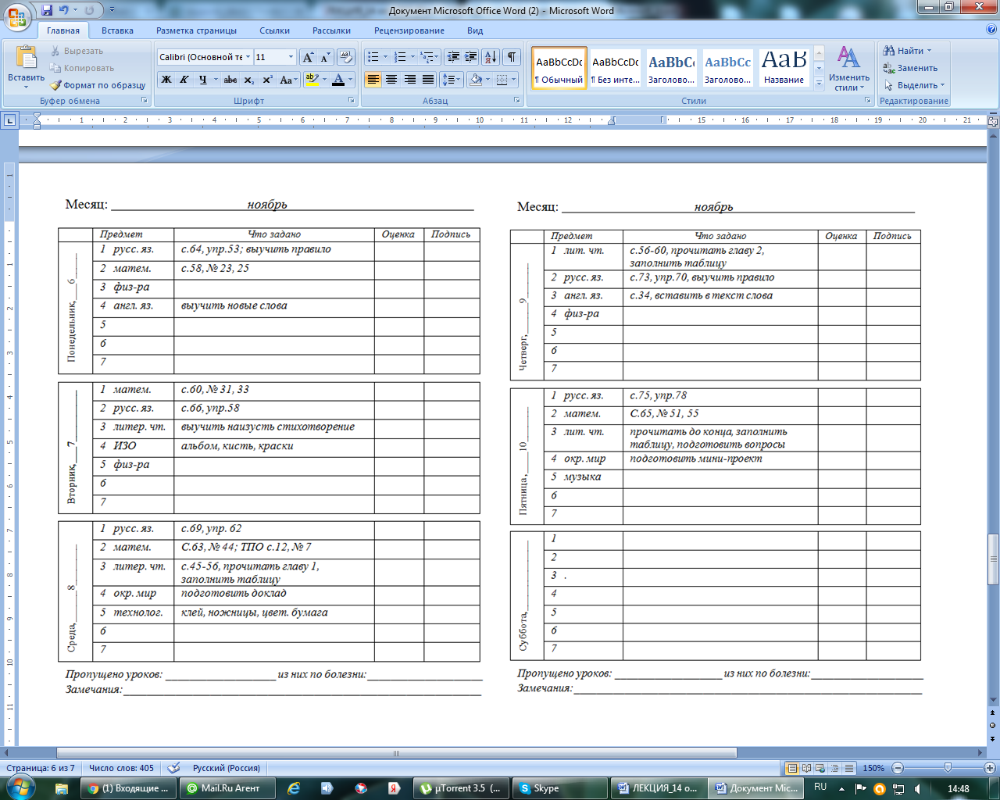 Документ Microsoft Office Word (2) - Microsoft Word
Главная Вставка Разметка страницы Ссылки Рассылки Рецензирование Вид
Вставить
Вырезать
Копировать
Формат по образцу
Буфер обмена
Calibri (Основной те 11
Ж К Ч abc x₂ x² Aa
Шрифт
Абзац
AaBbCcDc AaBbCcDc AaBbCc AaBbCc АаВ
¶ Обычный ¶ Без инте... Заголово... Заголово... Название
Изменить стили
Стили
Найти
Заменить
Выделить
Редактирование
1 2 3 4 5 6 7 8 9 10 11 12 15 16 17 18 19 20 21
Месяц: ноябрь
Предмет Что задано Оценка Подпись
Понедельник, 6
1 русс. яз. с.64, упр.53; выучить правило
2 матем. с.58, № 23, 25
3 физ-ра
4 англ. яз. выучить новые слова
5
6
7
Вторник, 7
1 матем. с.60, № 31, 33
2 русс. яз. с.66, упр.58
3 литер. чт. выучить наизусть стихотворение
4 ИЗО альбом, кисть, краски
5 физ-ра
6
7
Среда, 8
1 русс. яз. с.69, упр. 62
2 матем. С.63, № 44; ТПО с.12, № 7
3 литер. чт. с.45-56, прочитать главу 1,
заполнить таблицу
4 окр. мир подготовить доклад
5 технолог. клей, ножницы, цвет. бумага
6
7
Пропущено уроков: из них по болезни:
Замечания:
Месяц: ноябрь
Предмет Что задано Оценка Подпись
Четверг, 9
1 лит. чт. с.56-60, прочитать главу 2,
заполнить таблицу
2 русс. яз. с.73, упр.70, выучить правило
3 англ. яз. с.34, вставить в текст слова
4 физ-ра
5
6
7
Пятница, 10
1 русс. яз. с.75, упр.78
2 матем. С.65, № 51, 55
3 лит. чт. прочитать до конца, заполнить
таблицу, подготовить вопросы
4 окр. мир подготовить мини-проект
5 музыка
6
7
Суббота,
1
2
3 .
4
5
6
7
Пропущено уроков: из них по болезни:
Замечания:
Страница: 6 из 7 Число слов: 405 Русский (Россия) 150%
(1) Входящие ... Mail.Ru Агент µTorrent 3.5 (... Skype ЛЕКЦИЯ_14 о... Документ Mic... RU 14:48